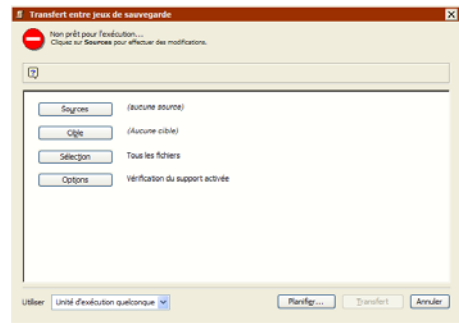 Transfert entre jeux de sauvegarde
Non prêt pour l'exécution...
Cliquez sur Sources pour effectuer des modifications.
Sources
(aucune source)
Cible
(Aucune cible)
Sélection
Tous les fichiers
Options
Vérification du support activée
Utiliser
Unité d'exécution quelconque
Planifier...
Transfert
Annuler